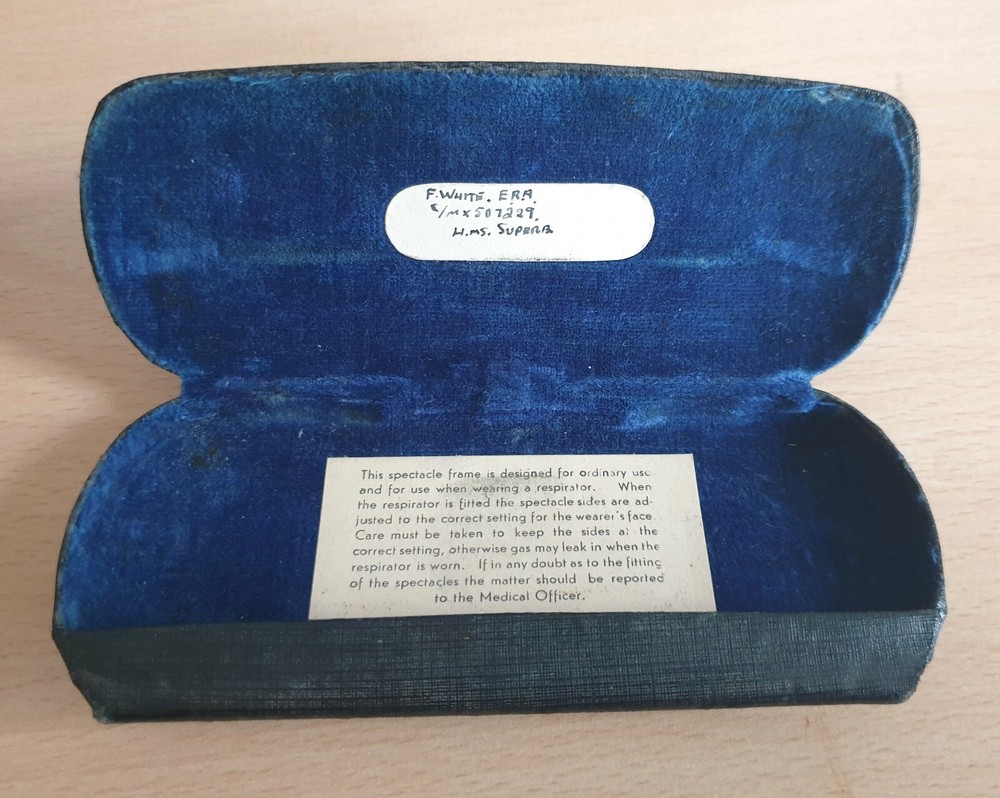 F. WHITE. ERA.
C/MX507229.
H.MS. SUPERB
This spectacle frame is designed for ordinary use
and for use when wearing a respirator. When
the respirator is fitted the spectacle sides are ad-
justed to the correct setting for the wearer's face.
Care must be taken to keep the sides at the
correct setting, otherwise gas may leak in when the
respirator is worn. If in any doubt as to the fitting
of the spectacles the matter should be reported
to the Medical Officer.